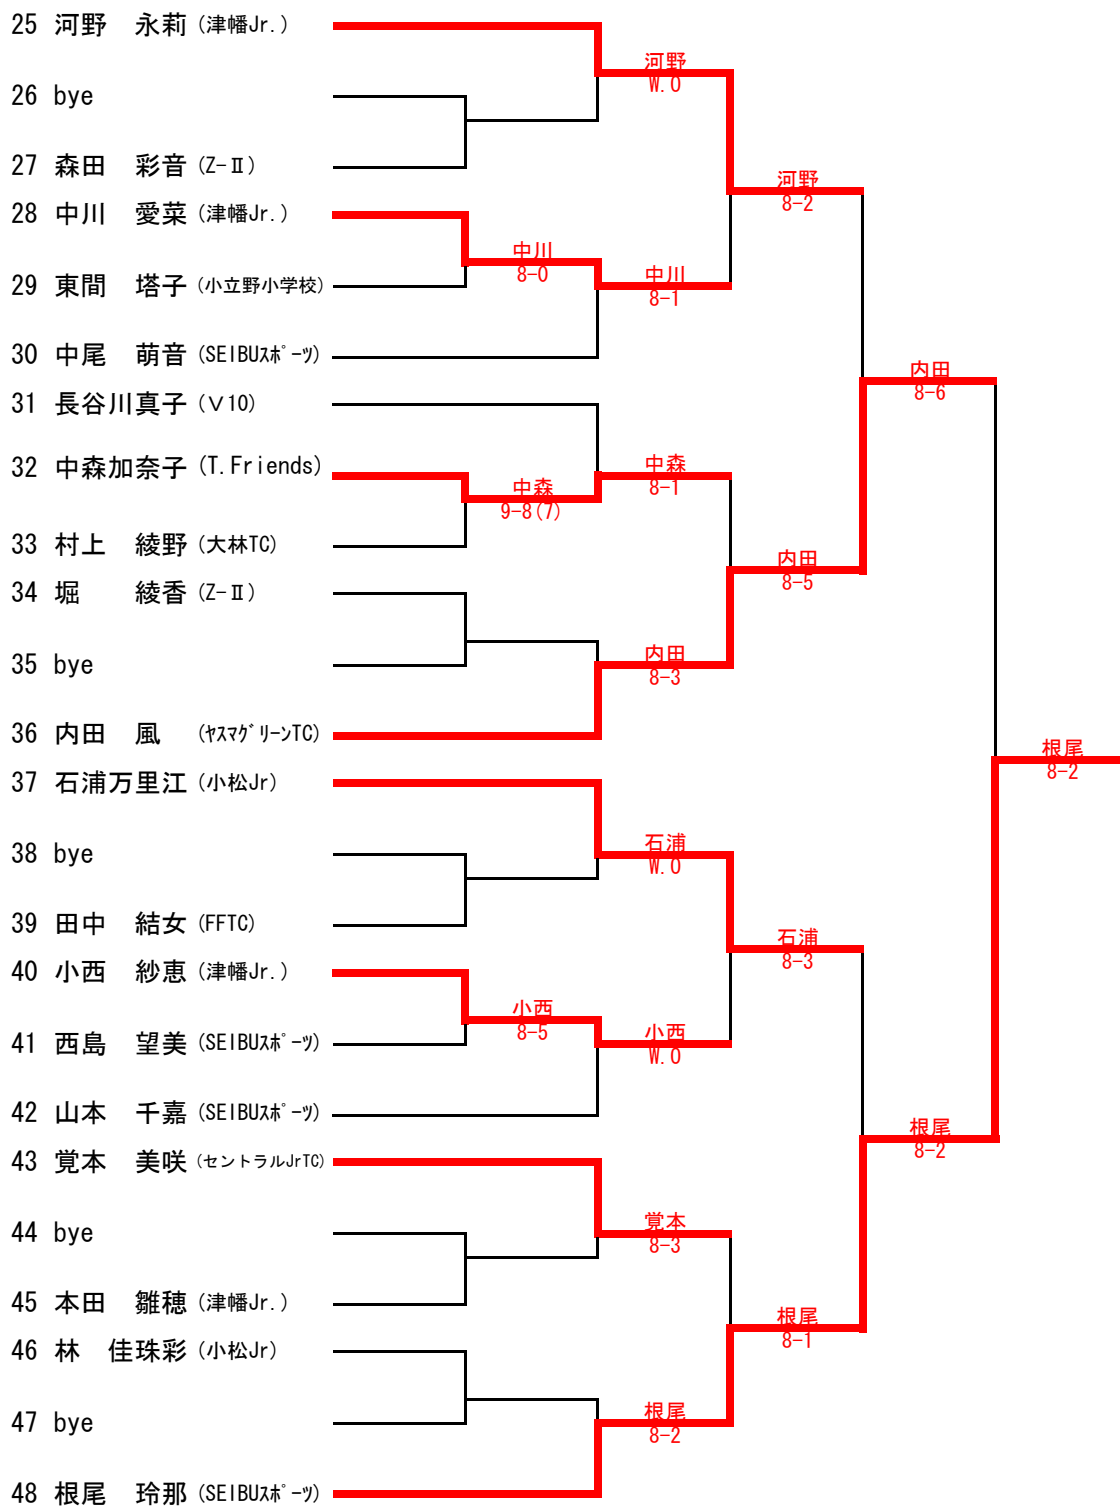 25 河野　永莉 (津幡Jr.)
河野
W.O
26 bye
27 森田　彩音 (Z-Ⅱ)
河野
8-2
28 中川　愛菜 (津幡Jr.)
中川
8-0
29 東間　塔子 (小立野小学校)
中川
8-1
30 中尾　萌音 (SEIBUｽﾎﾟｰﾂ)
内田
8-6
31 長谷川真子 (V10)
32 中森加奈子 (T.Friends)
中森
8-1
中森
9-8(7)
33 村上　綾野 (大林TC)
内田
8-5
34 堀　　綾香 (Z-Ⅱ)
35 bye
内田
8-3
36 内田　風 (ﾔｽﾏｸﾞﾘｰﾝTC)
根尾
8-2
37 石浦万里江 (小松Jr)
38 bye
石浦
W.O
39 田中　結女 (FFTC)
石浦
8-3
40 小西　紗恵 (津幡Jr.)
小西
8-5
41 西島　望美 (SEIBUｽﾎﾟｰﾂ)
小西
W.O
42 山本　千嘉 (SEIBUｽﾎﾟｰﾂ)
根尾
8-2
43 覚本　美咲 (セントラルJrTC)
44 bye
覚本
8-3
45 本田　雛穂 (津幡Jr.)
根尾
8-1
46 林　佳珠彩 (小松Jr)
47 bye
根尾
8-2
48 根尾　玲那 (SEIBUｽﾎﾟｰﾂ)